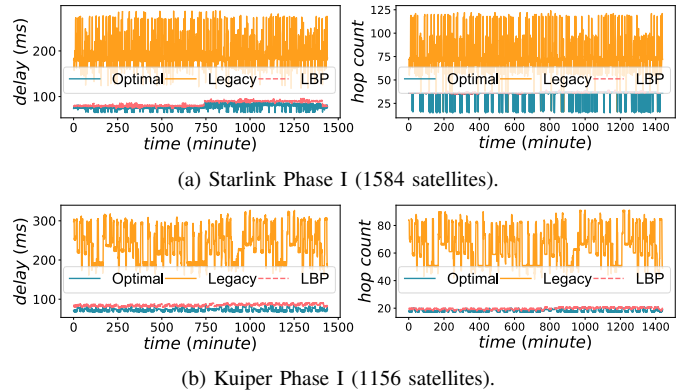 delay (ms)
200
100
Optimal Legacy LBP
0 250 500 750 1000 1250 1500
time (minute)
hop count
125
100
75
50
25
Optimal Legacy LBP
0 200 400 600 800 1000 1200 1400
time (minute)
(a) Starlink Phase I (1584 satellites).
delay (ms)
300
200
100
Optimal Legacy LBP
0 250 500 750 1000 1250 1500
time (minute)
hop count
80
60
40
20
Optimal Legacy LBP
0 200 400 600 800 1000 1200 1400
time (minute)
(b) Kuiper Phase I (1156 satellites).